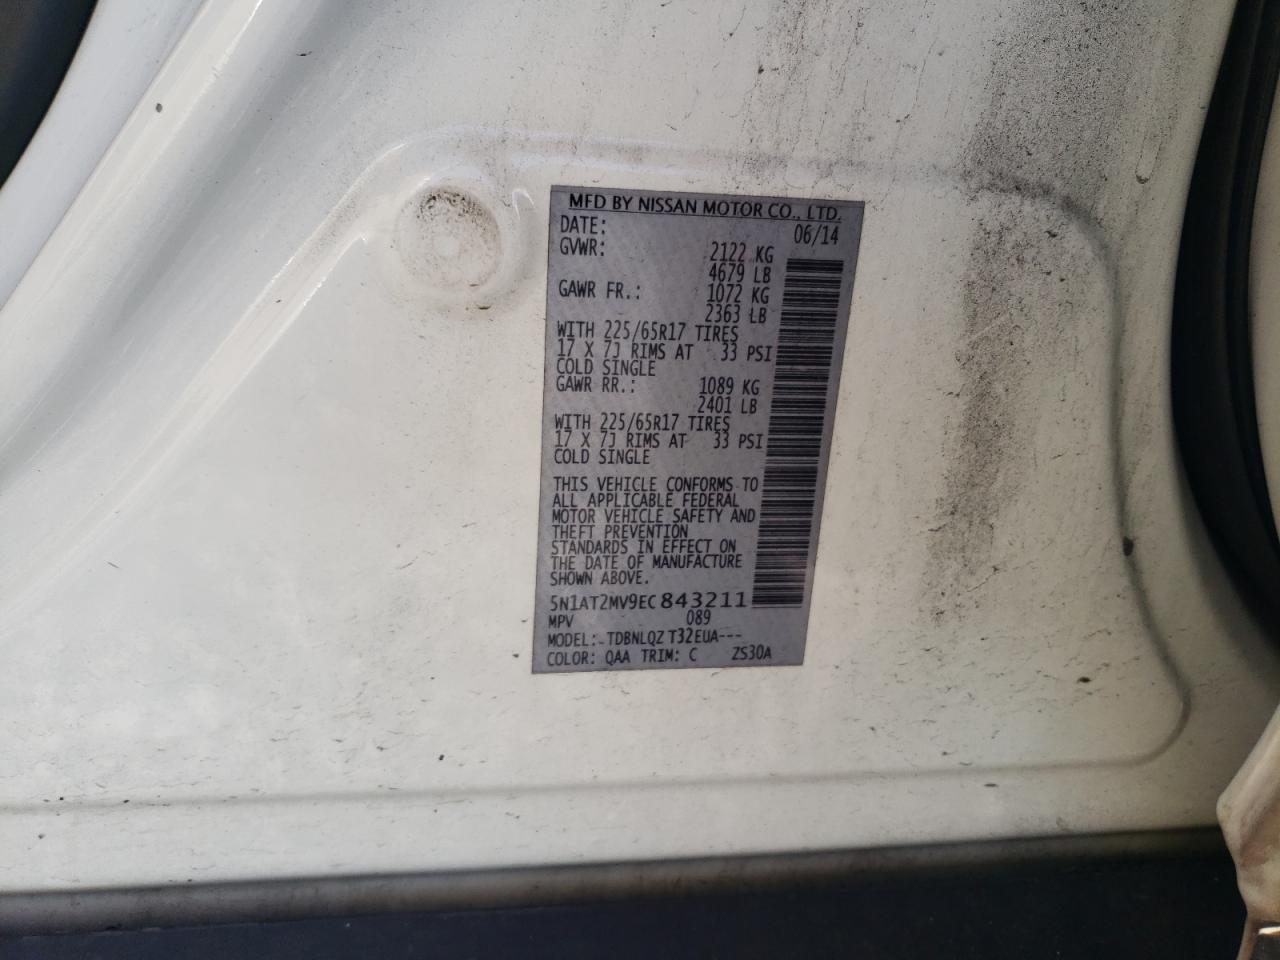 MFD BY NISSAN MOTOR CO., LTD.
DATE: 06/14
GVWR: 2122 KG
4679 LB
GAWR FR.: 1072 KG
2363 LB
WITH 225/65R17 TIRES
17 X 7J RIMS AT 33 PSI
COLD SINGLE
GAWR RR.: 1089 KG
2401 LB
WITH 225/65R17 TIRES
17 X 7J RIMS AT 33 PSI
COLD SINGLE
THIS VEHICLE CONFORMS TO
ALL APPLICABLE FEDERAL
MOTOR VEHICLE SAFETY AND
THEFT PREVENTION
STANDARDS IN EFFECT ON
THE DATE OF MANUFACTURE
SHOWN ABOVE.
5N1AT2MV9EC843211
MPV 089
MODEL: TDBNLQZ T32EUA---
COLOR: QAA TRIM: C ZS30A